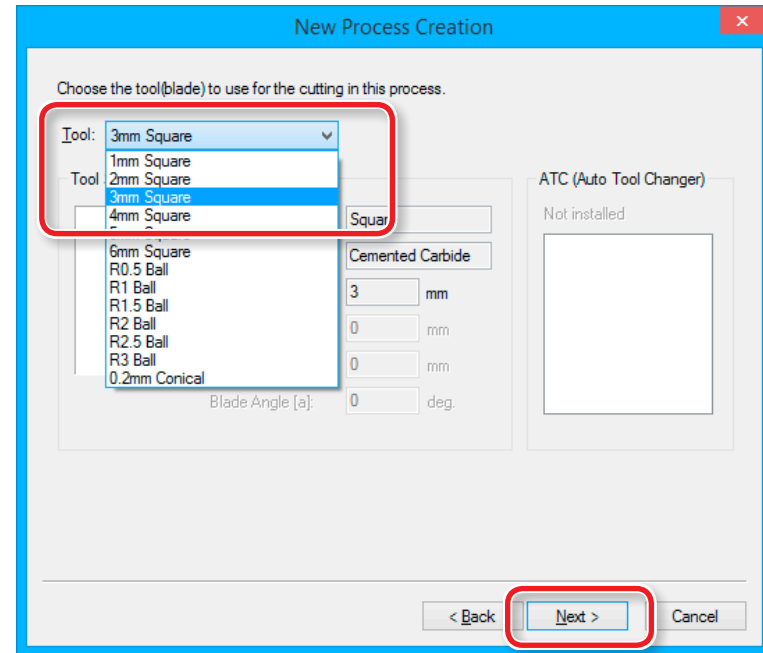 New Process Creation
Choose the tool(blade) to use for the cutting in this process.
Tool: 3mm Square
1mm Square
Tool
2mm Square
ATC (Auto Tool Changer)
3mm Square
4mm Square
Square
Not installed
6mm Square
Cemented Carbide
R0.5 Ball
R1 Ball
3 mm
R1.5 Ball
R2 Ball
0 mm
R2.5 Ball
R3 Ball
0 mm
0.2mm Conical
Blade Angle [a]: 0 deg.
< Back
Next >
Cancel